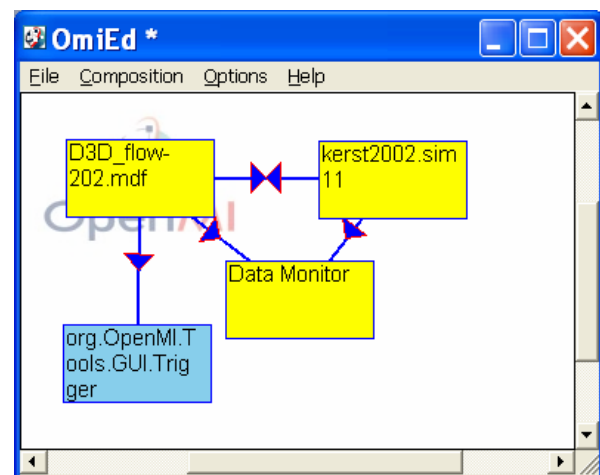 OmiEd *
File Composition Options Help
D3D_flow-
202.mdf
kerst2002.sim
11
OpenMI
Data Monitor
org.OpenMI.T
ools.GUI.Trig
ger